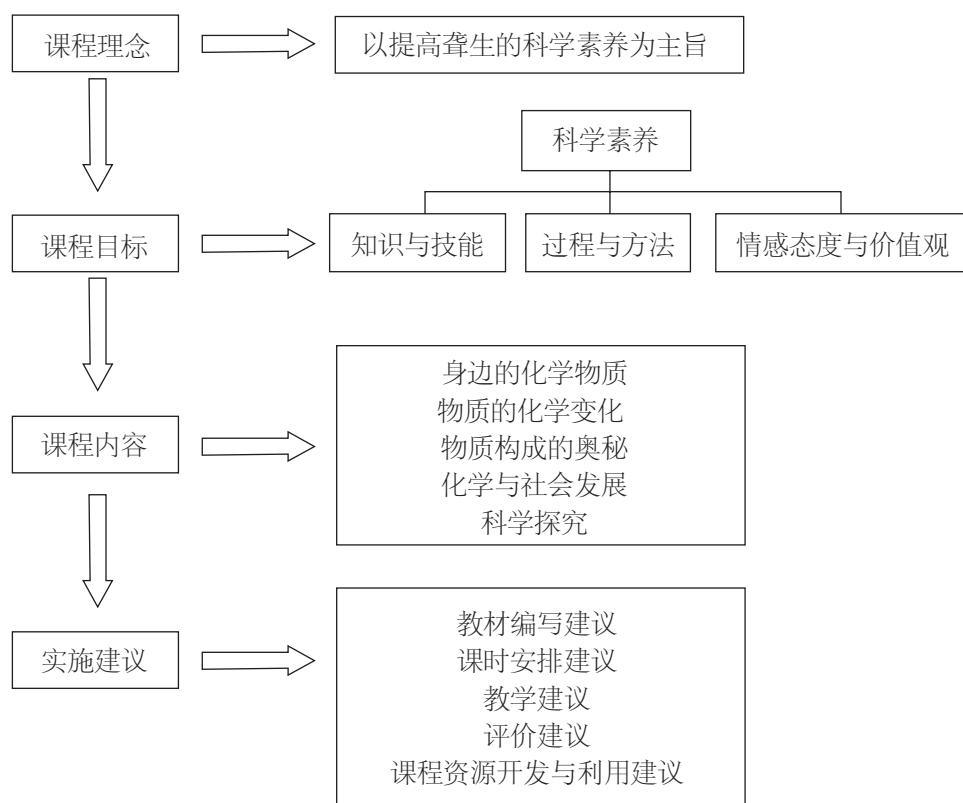 课程理念
以提高聋生的科学素养为主旨
科学素养
课程目标
知识与技能
过程与方法
情感态度与价值观
课程内容
身边的化学物质
物质的化学变化
物质构成的奥秘
化学与社会发展
科学探究
实施建议
教材编写建议
课时安排建议
教学建议
评价建议
课程资源开发与利用建议